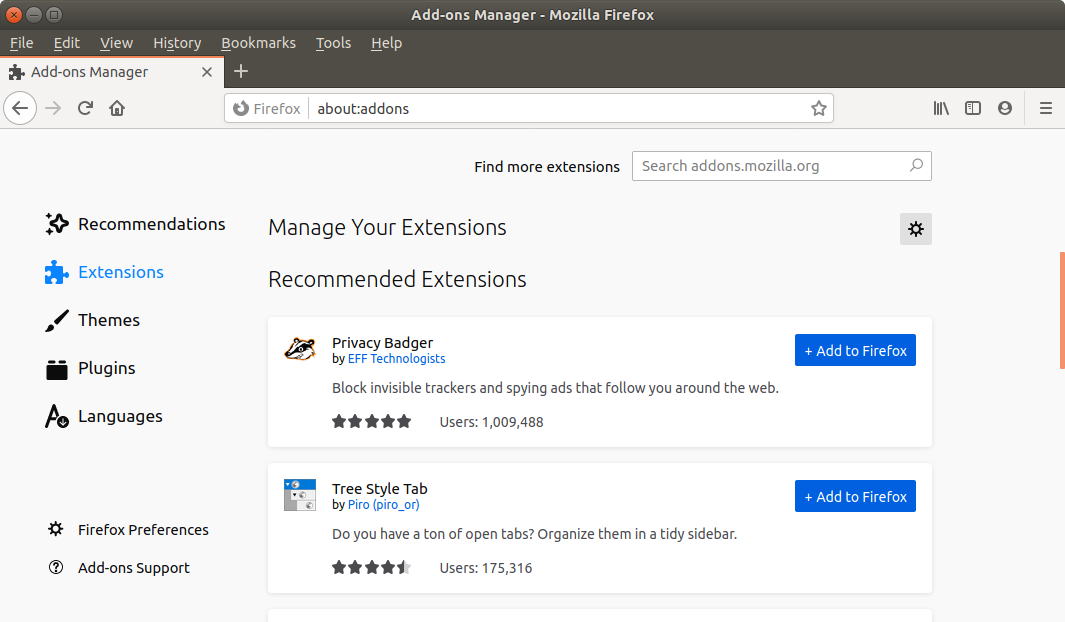 Add-ons Manager - Mozilla Firefox
File Edit View History Bookmarks Tools Help
Add-ons Manager
Firefox about:addons
Find more extensions Search addons.mozilla.org
Recommendations
Extensions
Themes
Plugins
Languages
Firefox Preferences
Add-ons Support
Manage Your Extensions
Recommended Extensions
Privacy Badger
by EFF Technologists
+ Add to Firefox
Block invisible trackers and spying ads that follow you around the web.
Users: 1,009,488
Tree Style Tab
by Piro (piro_or)
+ Add to Firefox
Do you have a ton of open tabs? Organize them in a tidy sidebar.
Users: 175,316